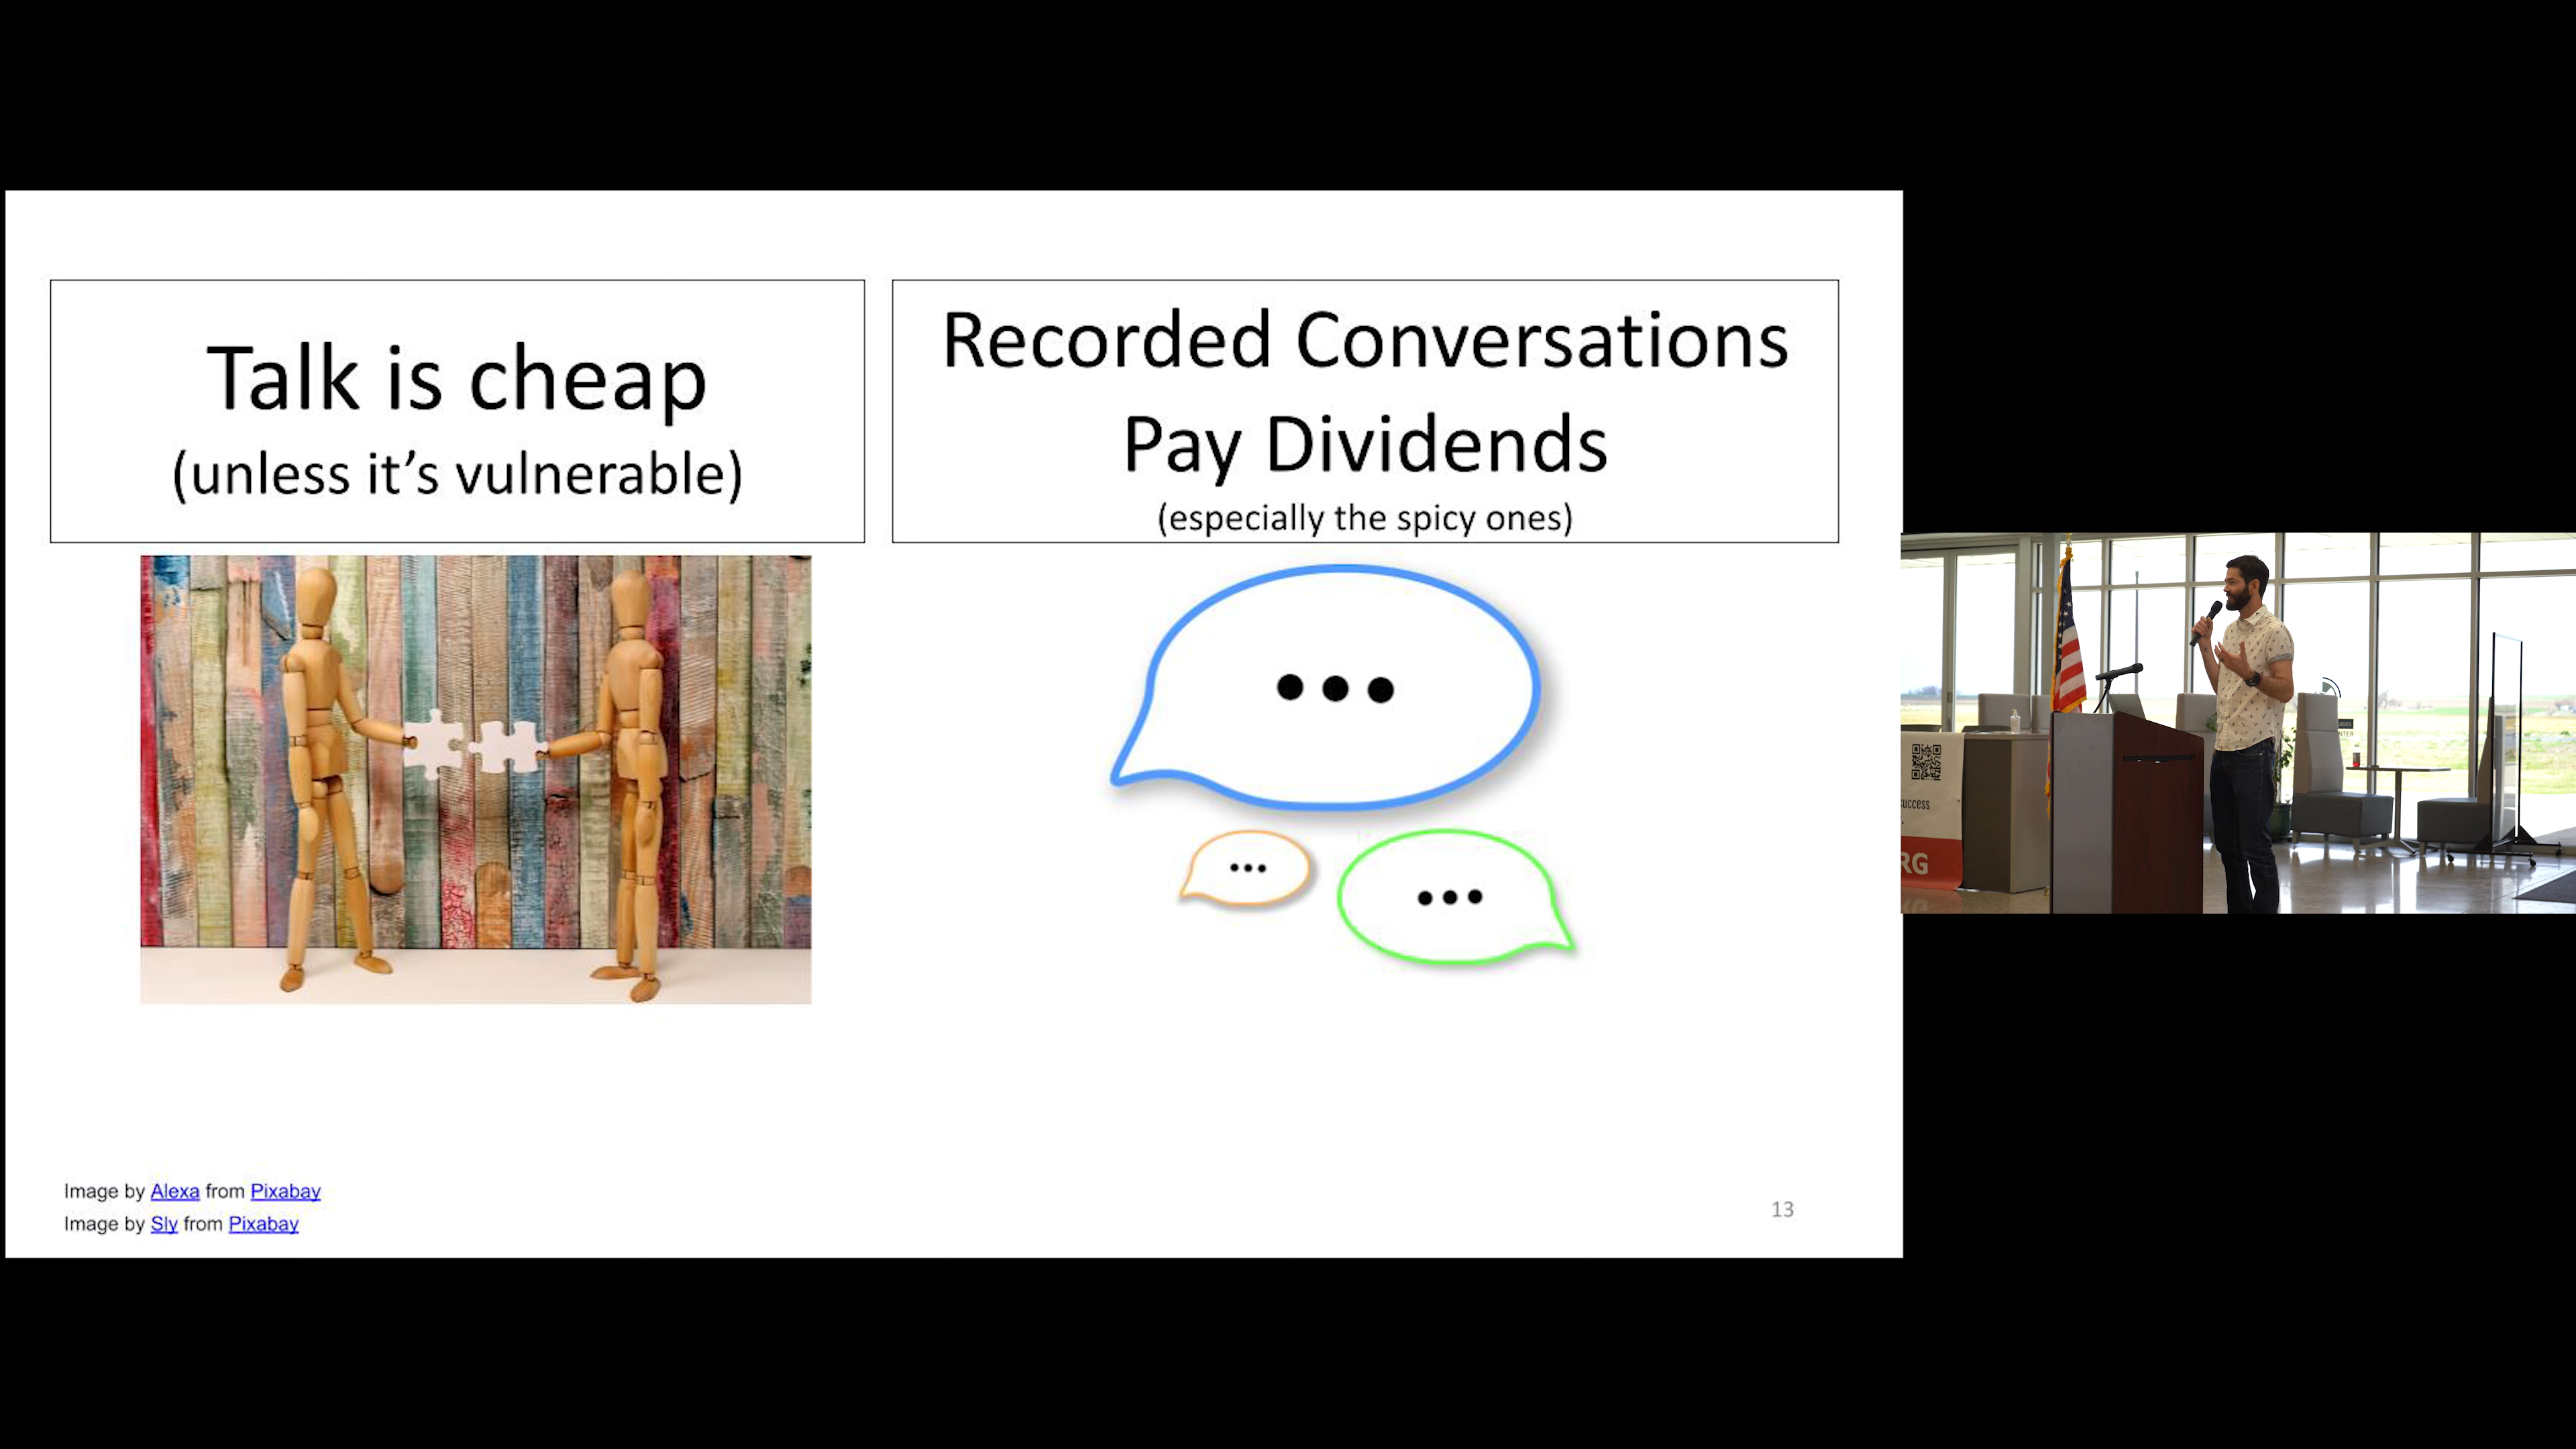 Talk is cheap
(unless it’s vulnerable)
Recorded Conversations
Pay Dividends
(especially the spicy ones)
Image by Alexa from Pixabay
Image by Sly from Pixabay
13